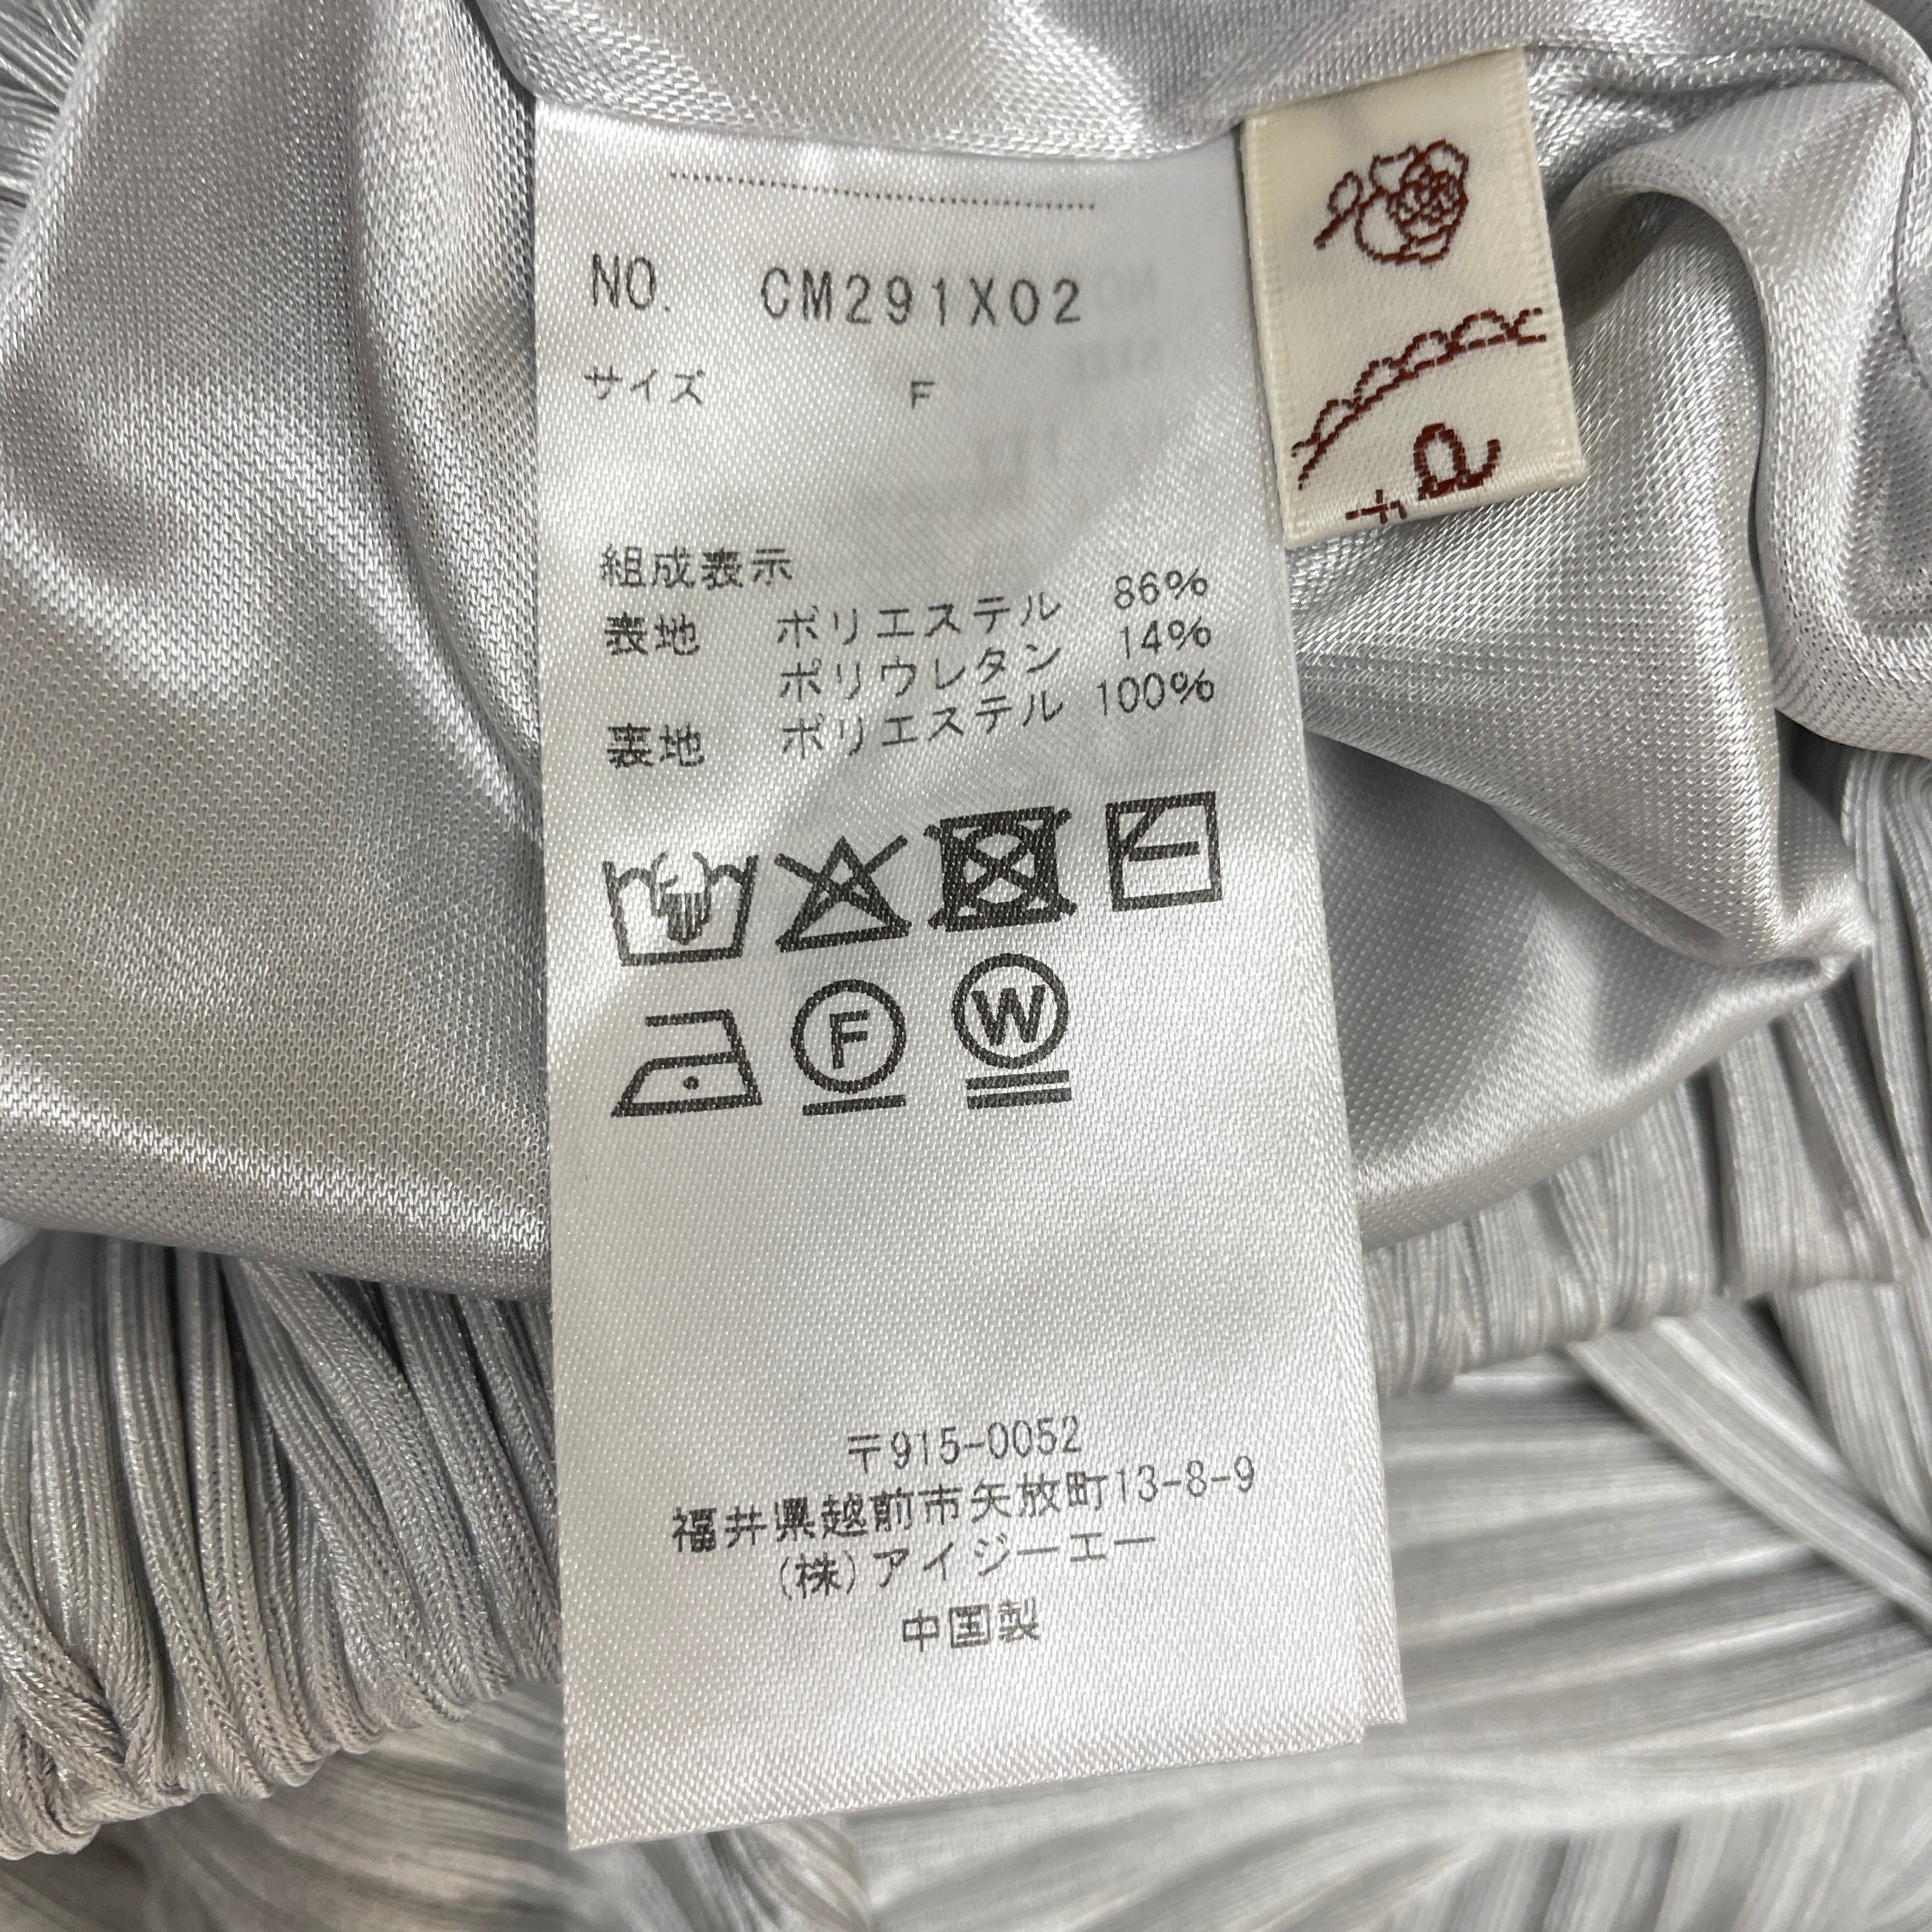 NO. CM291X02
サイズ F
組成表示
表地 ポリエステル 86%
ポリウレタン 14%
裏地 ポリエステル 100%
F
W
〒915-0052
福井県越前市矢放町13-8-9
(株)アイジーエー
中国製